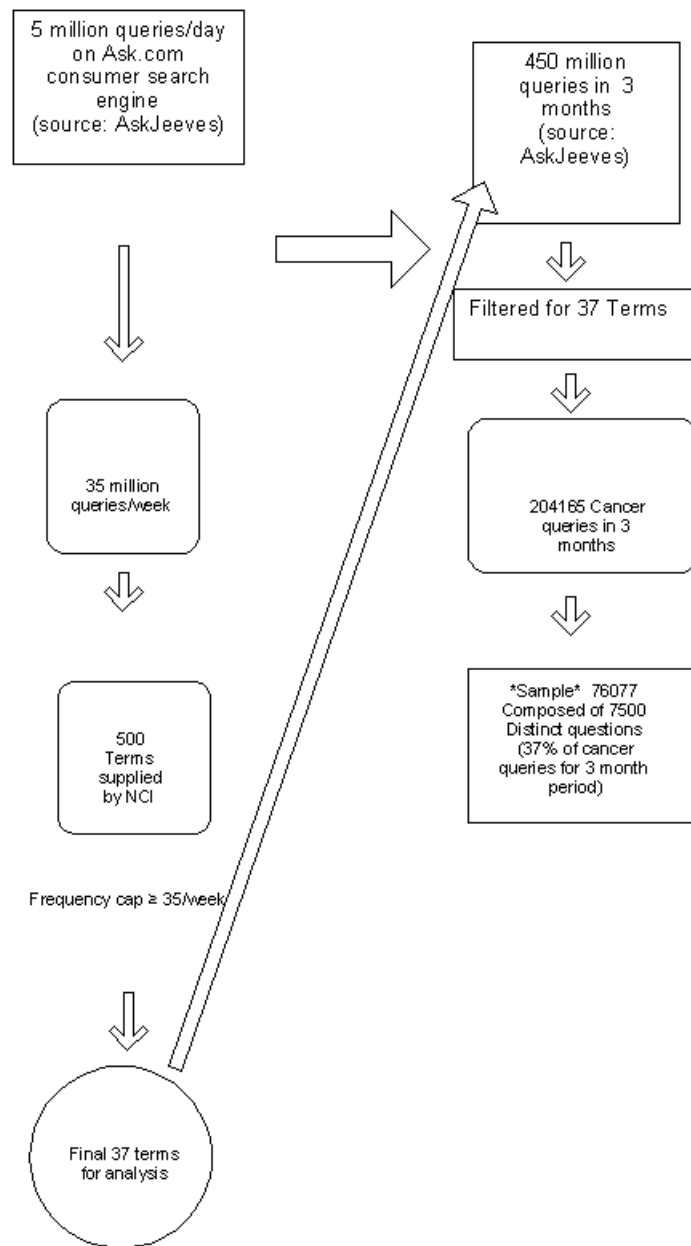 5 million queries/day
on Ask.com
consumer search
engine
(source: AskJeeves)
35 million
queries/week
500
Terms
supplied
by NCI
Frequency cap ≥ 35/week
Final 37 terms
for analysis
450 million
queries in 3
months
(source:
AskJeeves)
Filtered for 37 Terms
204165 Cancer
queries in 3
months
*Sample* 76077
Composed of 7500
Distinct questions
(37% of cancer
queries for 3 month
period)